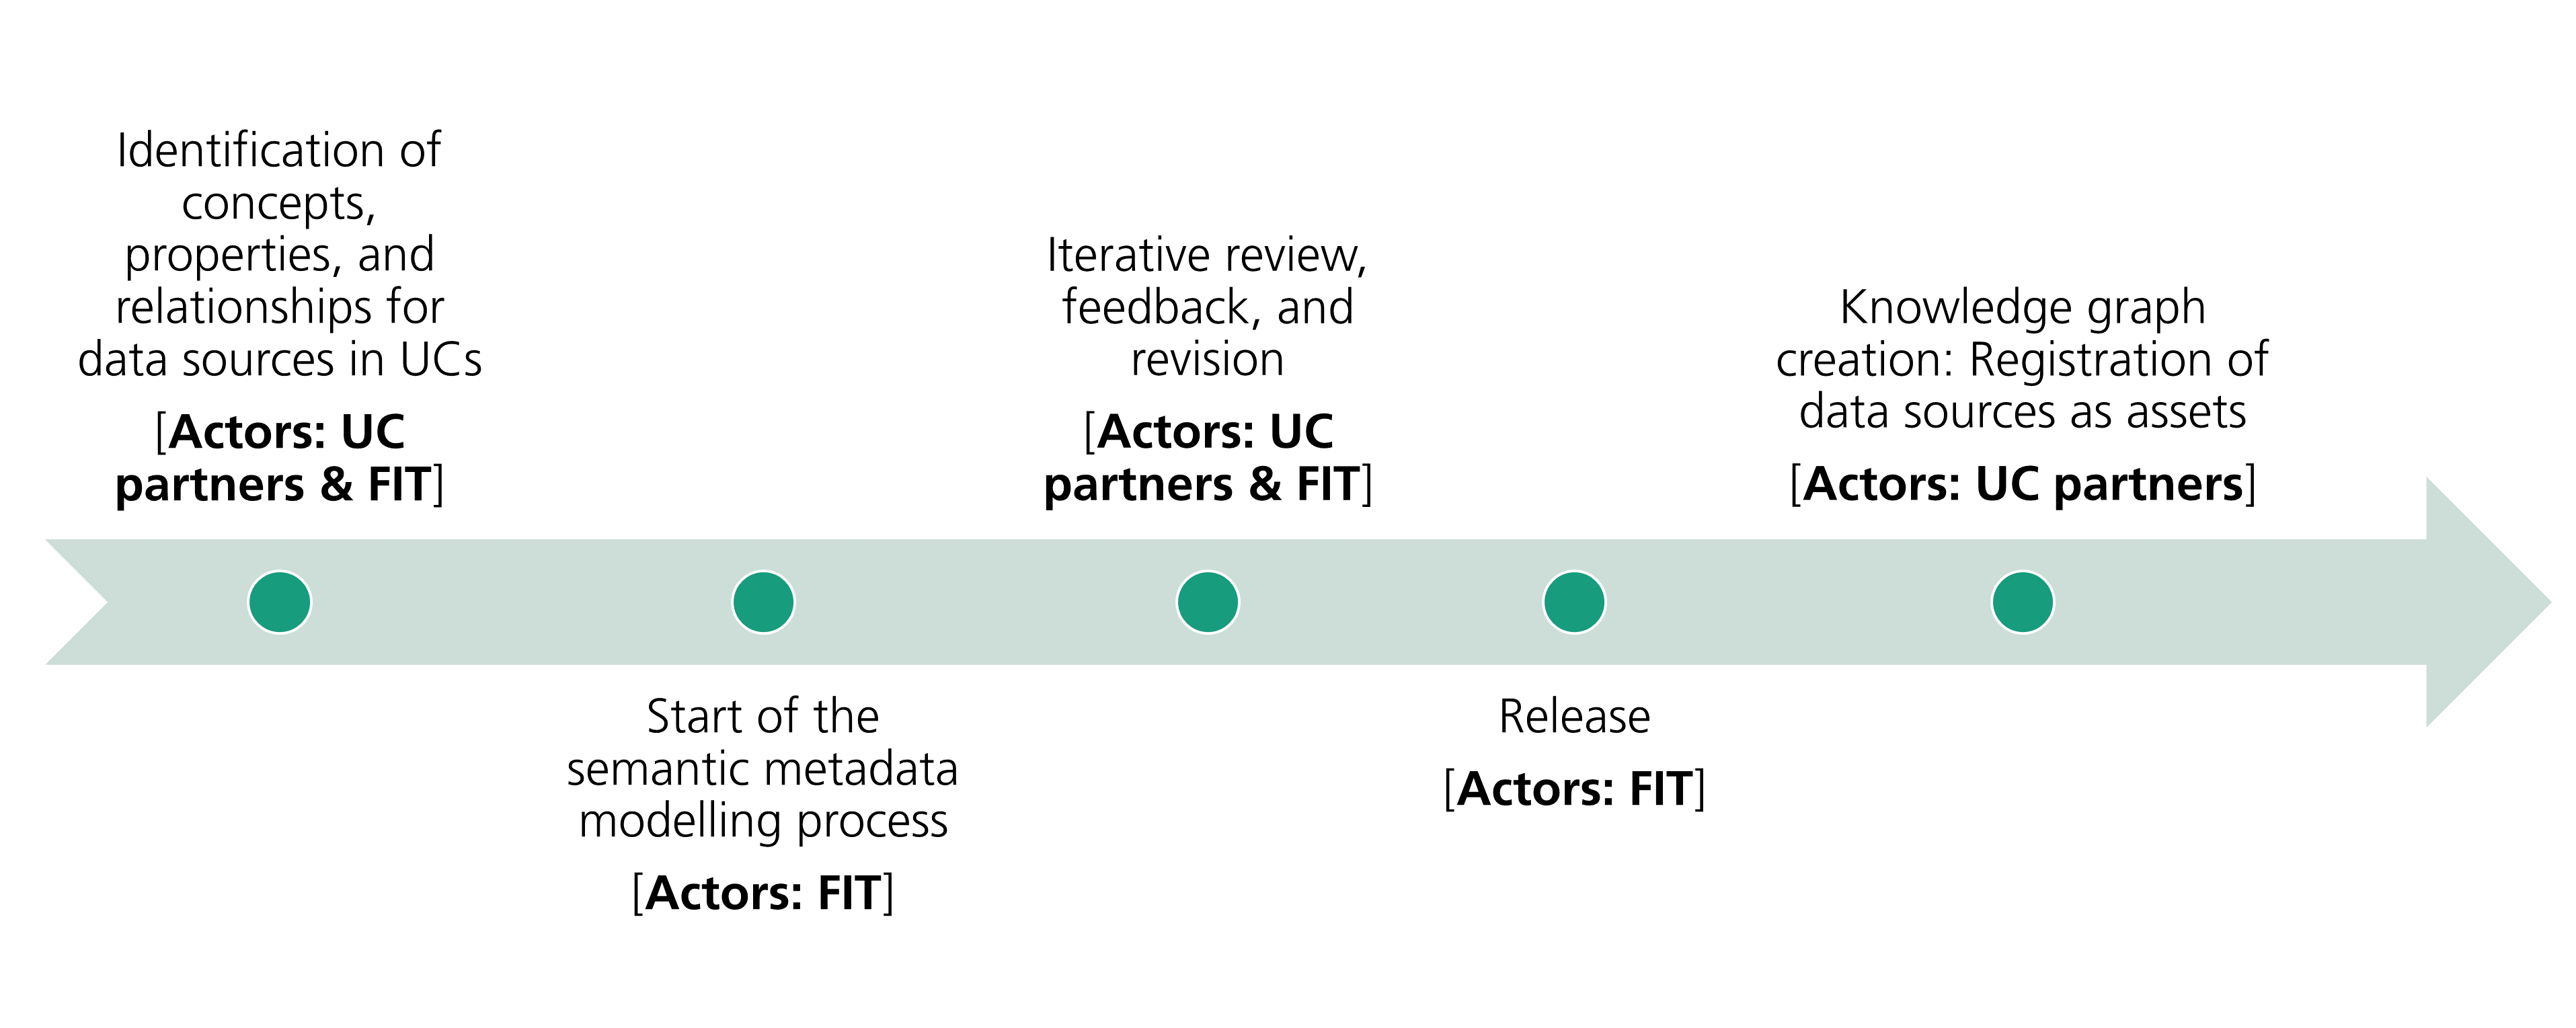 Identification of
concepts,
properties, and
relationships for
data sources in UCs
[Actors: UC
partners & FIT]
Start of the
semantic metadata
modelling process
[Actors: FIT]
Iterative review,
feedback, and
revision
[Actors: UC
partners & FIT]
Release
[Actors: FIT]
Knowledge graph
creation: Registration of
data sources as assets
[Actors: UC partners]